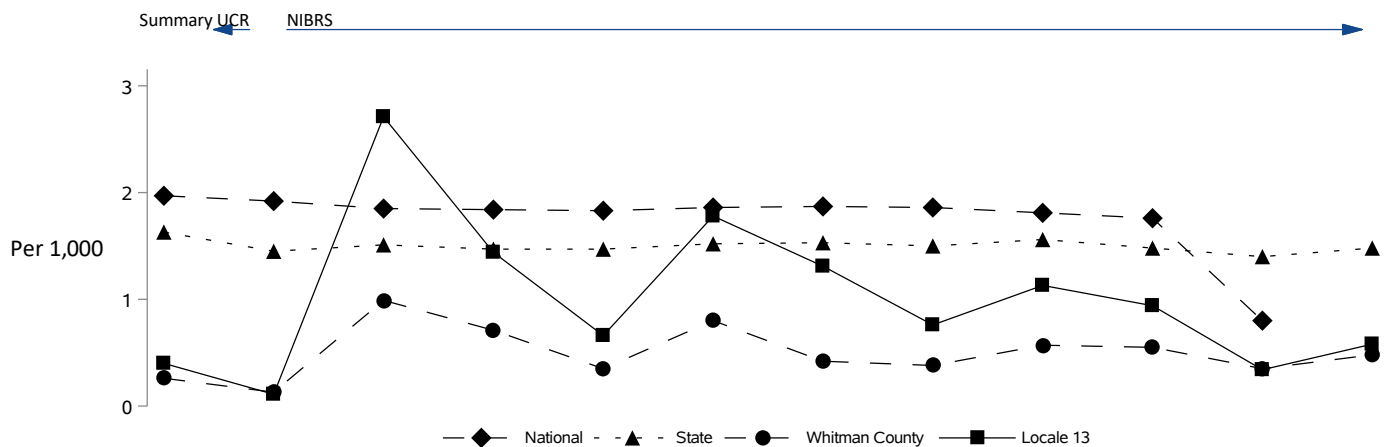 Summary UCR NIBRS
3
2
Per 1,000
1
0
National State Whitman County Locale 13